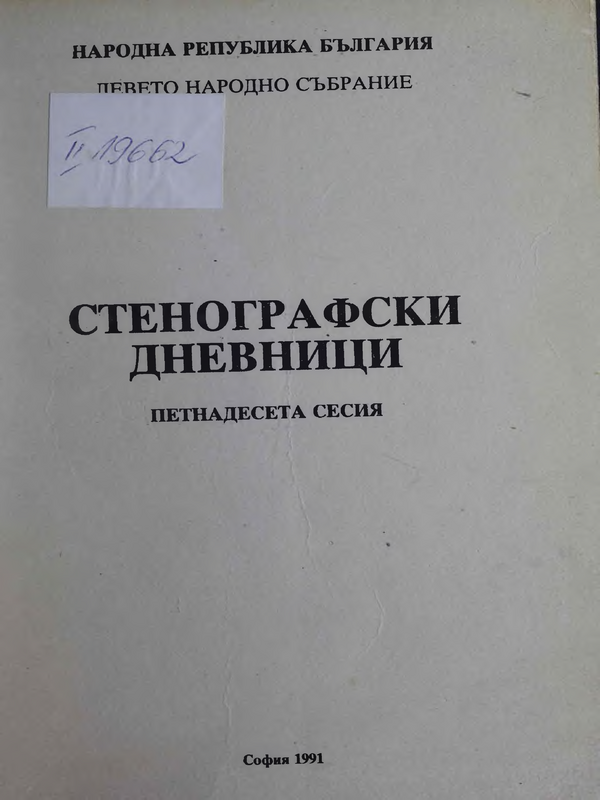 НАРОДНА РЕПУБЛИКА БЪЛГАРИЯ
ДЕВЕТО НАРОДНО СЪБРАНИЕ
II 19662
СТЕНОГРАФСКИ
ДНЕВНИЦИ
ПЕТНАДЕСЕТА СЕСИЯ
София 1991